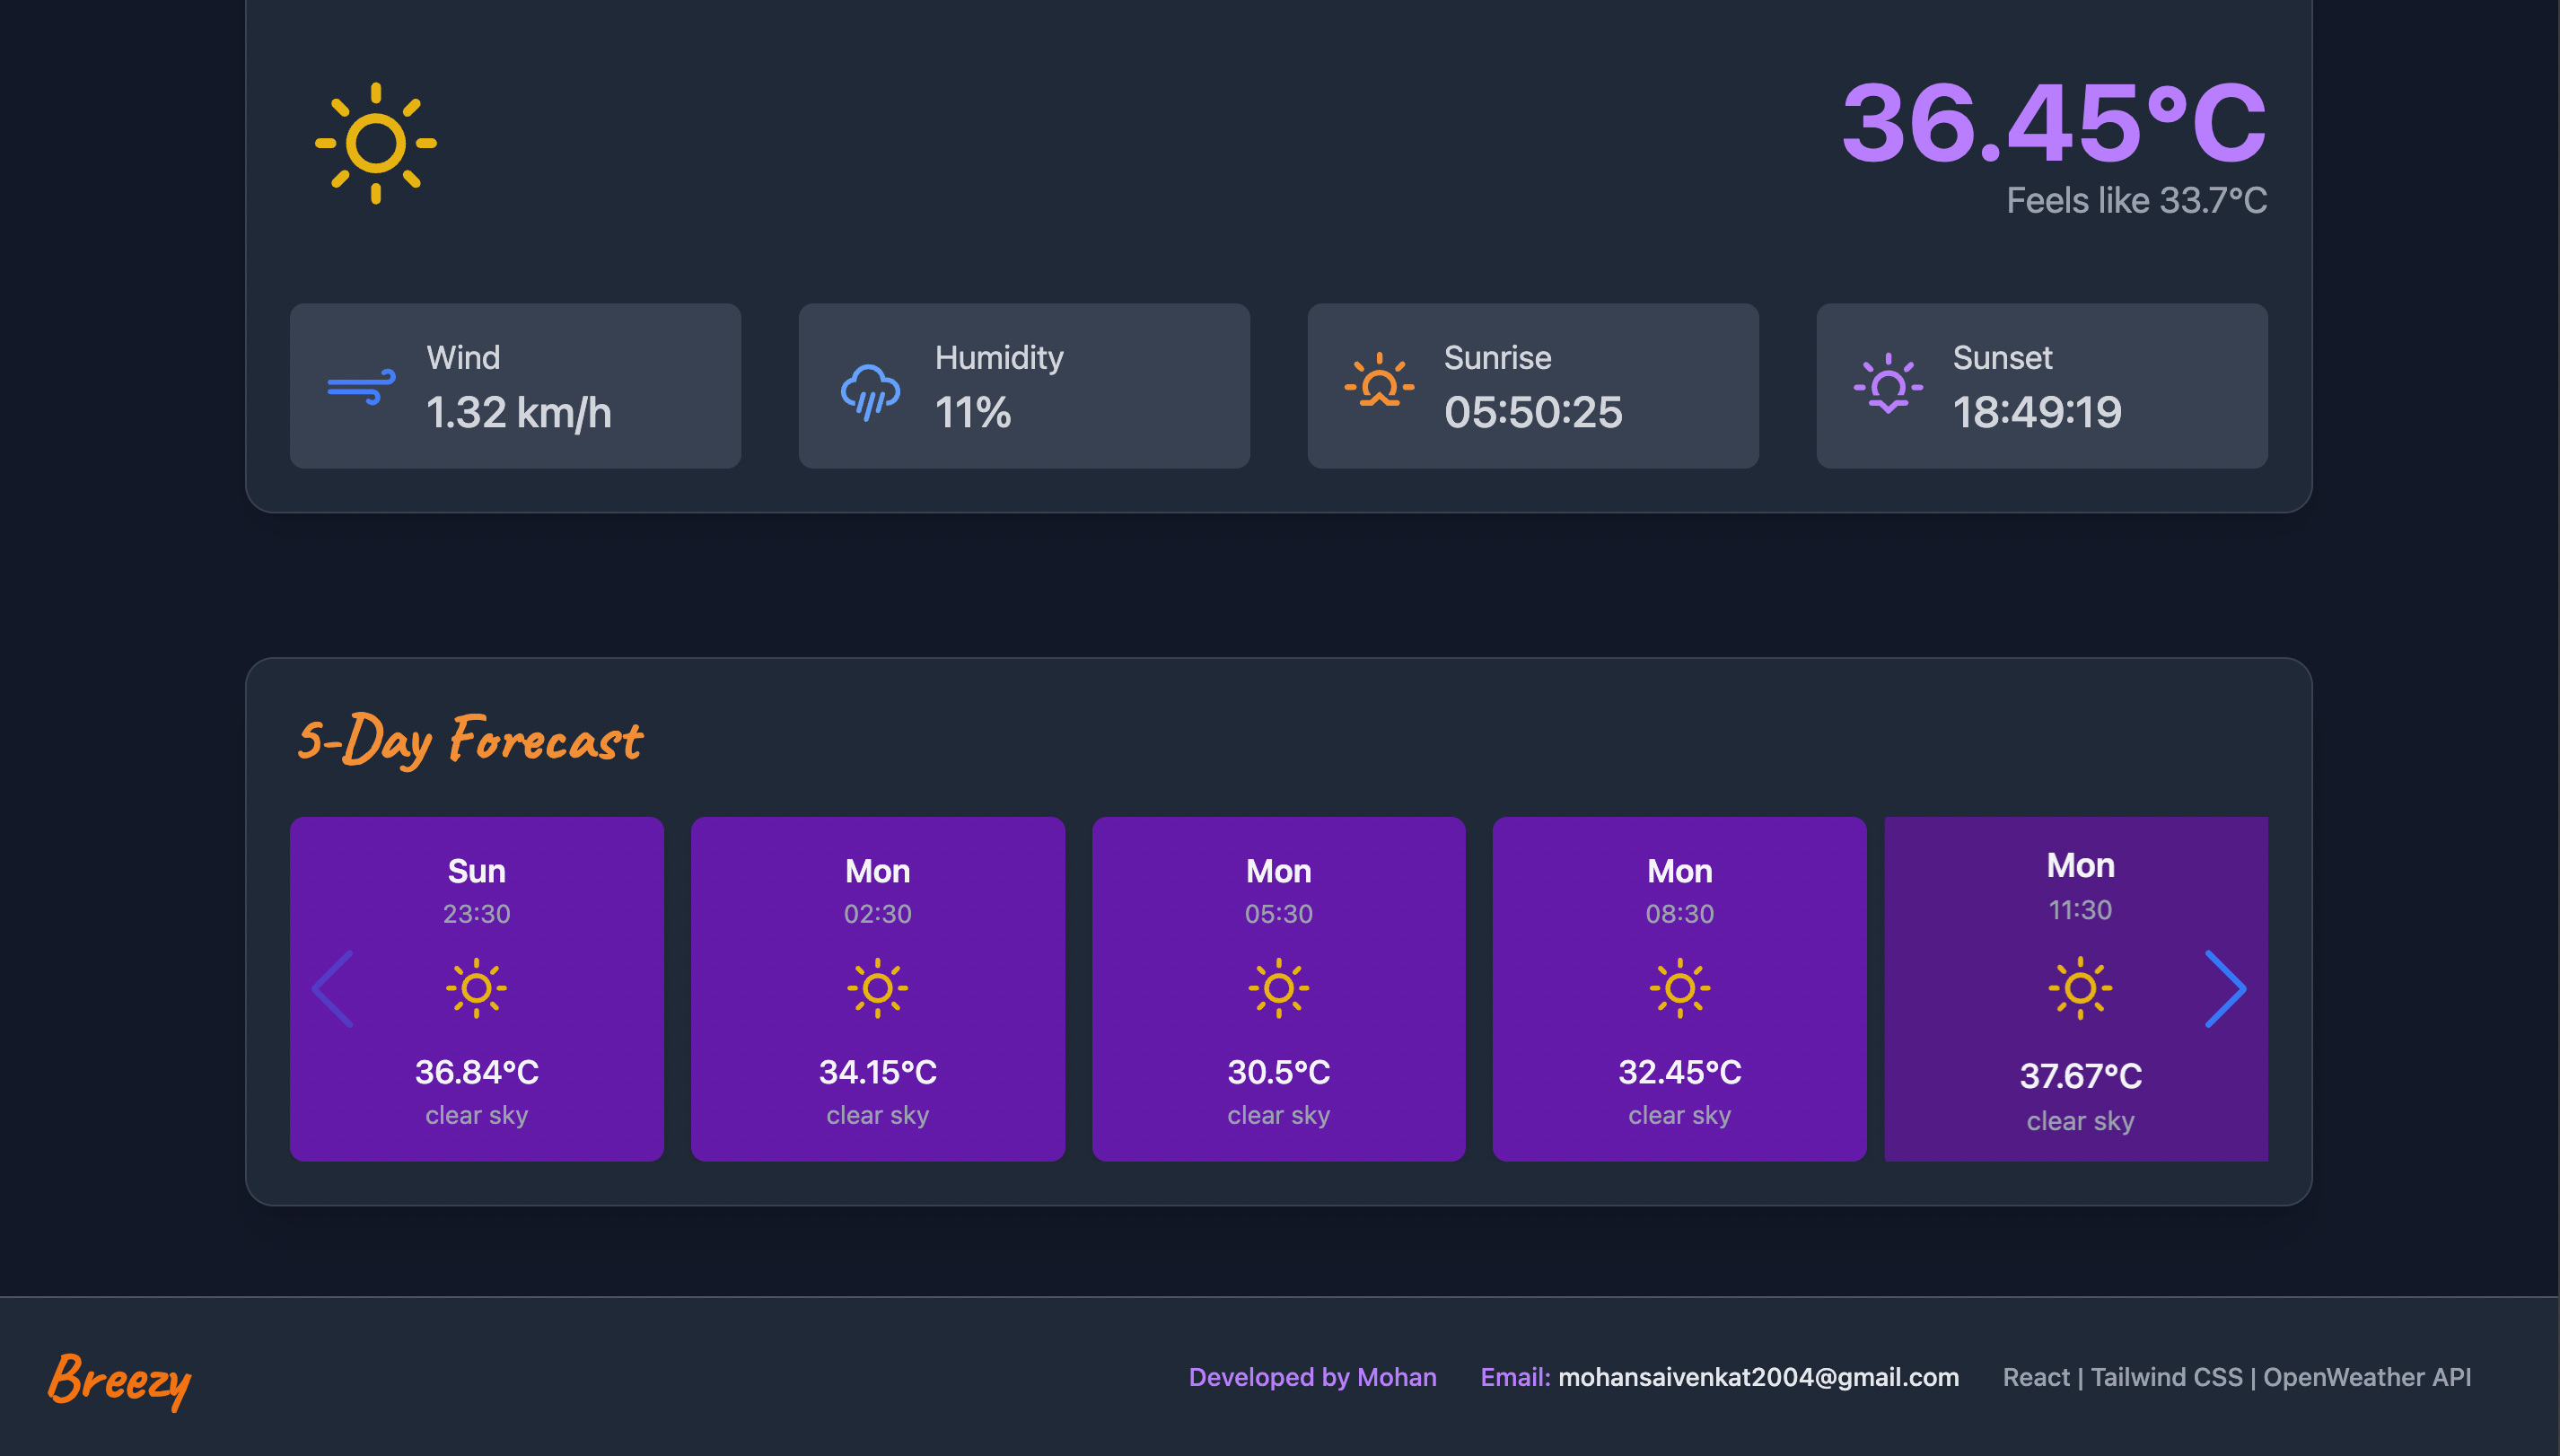 36.45°C
Feels like 33.7°C
Wind
1.32 km/h
Humidity
11%
Sunrise
05:50:25
Sunset
18:49:19
5-Day Forecast
Sun
23:30
36.84°C
clear sky
Mon
02:30
34.15°C
clear sky
Mon
05:30
30.5°C
clear sky
Mon
08:30
32.45°C
clear sky
Mon
11:30
37.67°C
clear sky
Breezy
Developed by Mohan
Email: mohansaivenkat2004@gmail.com
React | Tailwind CSS | OpenWeather API